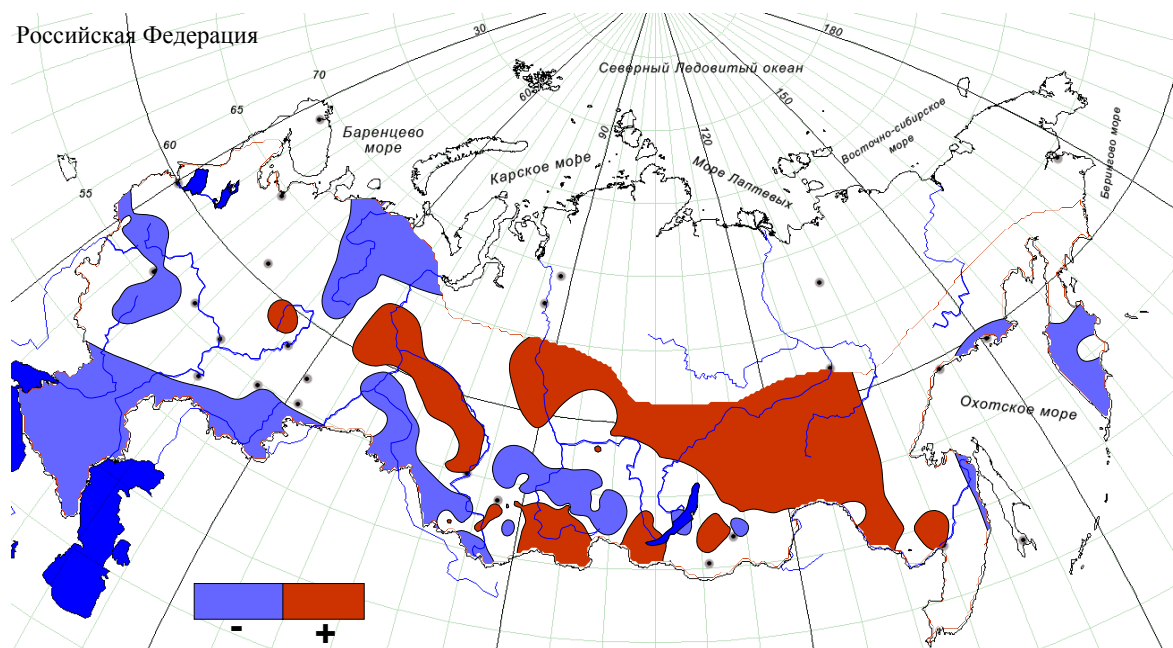 Российская Федерация
30
180
Северный Ледовитый океан
70
60
150
65
Баренцево
море
90
120
Восточно-сибирское
море
Берингово море
60
Карское море
Море Лаптевых
55
Охотское море
-
+